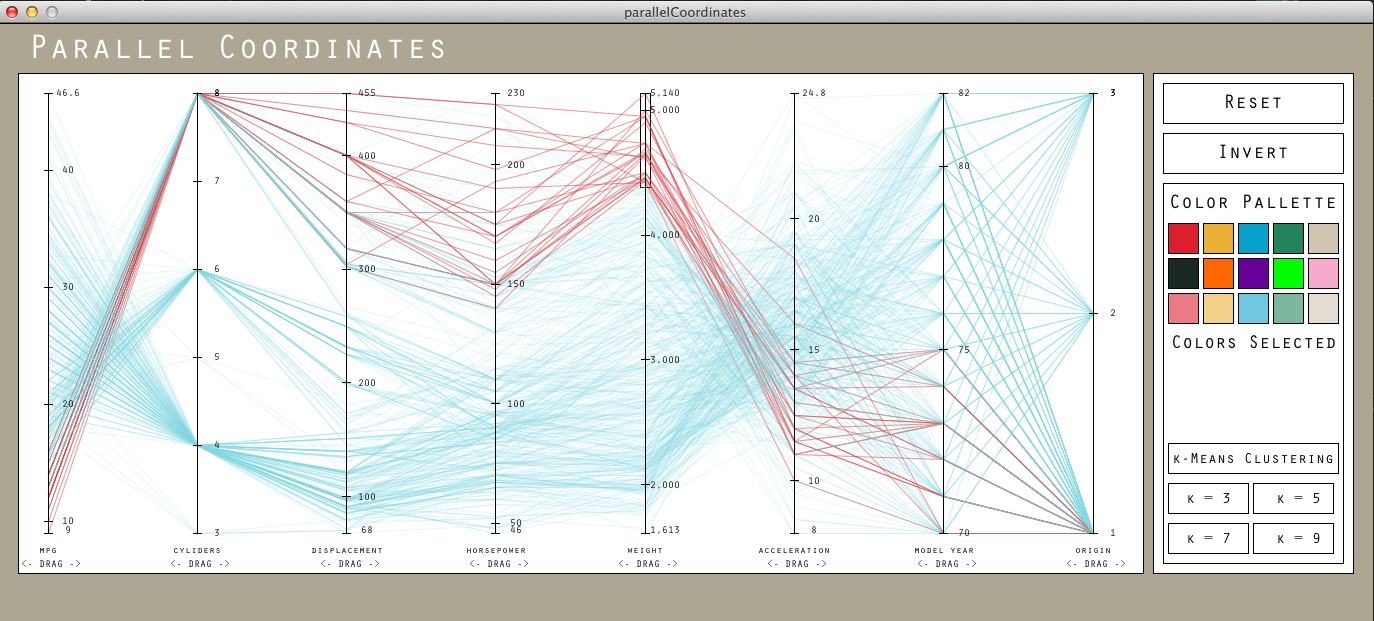 parallelCoordinates
Parallel Coordinates
46.6
40
30
20
10
9
MPG
<- DRAG ->
8
7
6
5
4
3
CYLIDERS
<- DRAG ->
455
400
300
200
100
68
DISPLACEMENT
<- DRAG ->
230
200
150
100
50
46
HORSEPOWER
<- DRAG ->
5,140
5,000
4,000
3,000
2,000
1,613
WEIGHT
<- DRAG ->
24.8
20
15
10
8
ACCELERATION
<- DRAG ->
82
80
75
70
MODEL YEAR
<- DRAG ->
3
2
1
ORIGIN
<- DRAG ->
Reset
Invert
Color Pallette
Colors Selected
k-Means Clustering
k = 3
k = 5
k = 7
k = 9